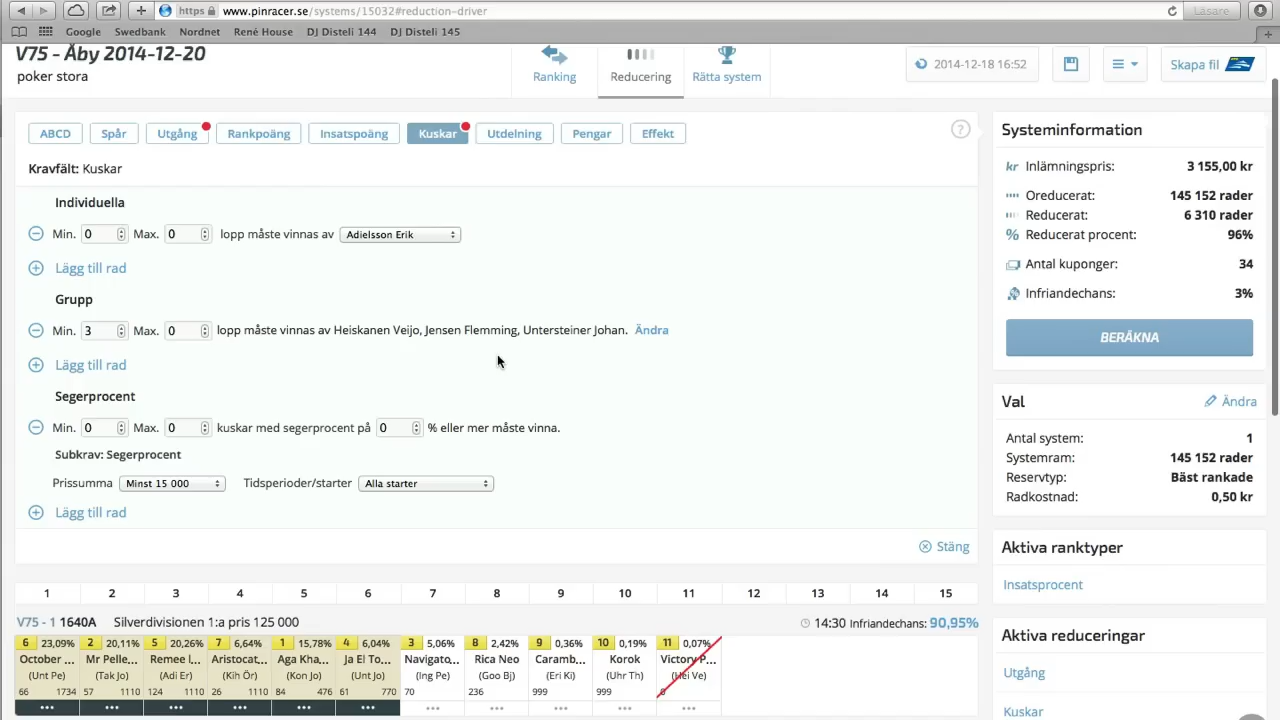 https www.pinracer.se/systems/15032#reduction-driver Läsare
Google Swedbank Nordnet René House DJ Disteli 144 DJ Disteli 145
V75 - Åby 2014-12-20
poker stora
Ranking Reducering Rätta system
2014-12-18 16:52 Skapa fil
ABCD Spår Utgång Rankpoäng Insatspoäng Kuskar Utdelning Pengar Effekt ?
Kravfält: Kuskar
Individuella
Min. 0 Max. 0 lopp måste vinnas av Adielsson Erik
Lägg till rad
Grupp
Min. 3 Max. 0 lopp måste vinnas av Heiskanen Veijo, Jensen Flemming, Untersteiner Johan. Ändra
Lägg till rad
Segerprocent
Min. 0 Max. 0 kuskar med segerprocent på 0 % eller mer måste vinna.
Subkrav: Segerprocent
Prissumma Minst 15 000 Tidsperioder/starter Alla starter
Lägg till rad
Stäng
Systeminformation
kr Inlämningspris: 3 155,00 kr
Oreducerat: 145 152 rader
Reducerat: 6 310 rader
% Reducerat procent: 96%
Antal kuponger: 34
Infriandechans: 3%
BERÄKNA
Val Ändra
Antal system: 1
Systemram: 145 152 rader
Reservtyp: Bäst rankade
Radkostnad: 0,50 kr
Aktiva ranktyper
Insatsprocent
Aktiva reduceringar
Utgång
Kuskar
1 2 3 4 5 6 7 8 9 10 11 12 13 14 15
V75 - 1 1640A Silverdivisionen 1:a pris 125 000 14:30 Infriandechans: 90,95%
6 23,09% 2 20,11% 5 20,26% 7 6,64% 1 15,78% 4 6,04% 3 5,06% 8 2,42% 9 0,36% 10 0,19% 11 0,07%
October ... Mr Pelle... Remee l... Aristocat... Aga Kha... Ja El To... Navigato... Rica Neo Caramb... Korok Victory P...
(Unt Pe) (Tak Jo) (Adi Er) (Kih Ör) (Kon Jo) (Unt Jo) (Ing Pe) (Goo Bj) (Eri Ki) (Uhr Th) (Hei Ve)
66 1734 57 1110 124 1110 26 1110 84 476 61 770 70 236 999 999 0